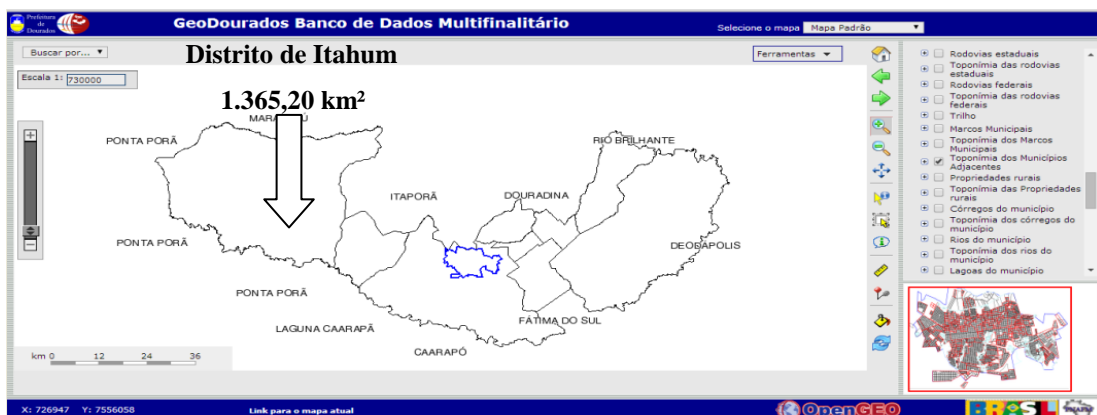 Prefeitura
de
Dourados
GeoDourados Banco de Dados Multifinalitário
Selecione o mapa
Mapa Padrão
Buscar por...
Distrito de Itahum
Ferramentas
Escala 1: 730000
1.365,20 km²
PONTA PORÃ
RIO BRILHANTE
ITAPORÃ
DOURADINA
PONTA PORÃ
DEODÁPOLIS
PONTA PORÃ
LAGUNA CAARAPÃ
FÁTIMA DO SUL
CAARAPÓ
km 0 12 24 36
Rodovias estaduais
Toponímia das rodovias
estaduais
Rodovias federais
Toponímia das rodovias
federais
Trilho
Marcos Municipais
Toponímia dos Marcos
Municipais
Toponímia dos Municípios
Adjacentes
Propriedades rurais
Toponímia das Propriedades
rurais
Córregos do município
Toponímia dos córregos do
município
Rios do município
Toponímia dos rios do
município
Lagoas do município
X: 726947 Y: 7556058
Link para o mapa atual
OpenGEO
BRASIL